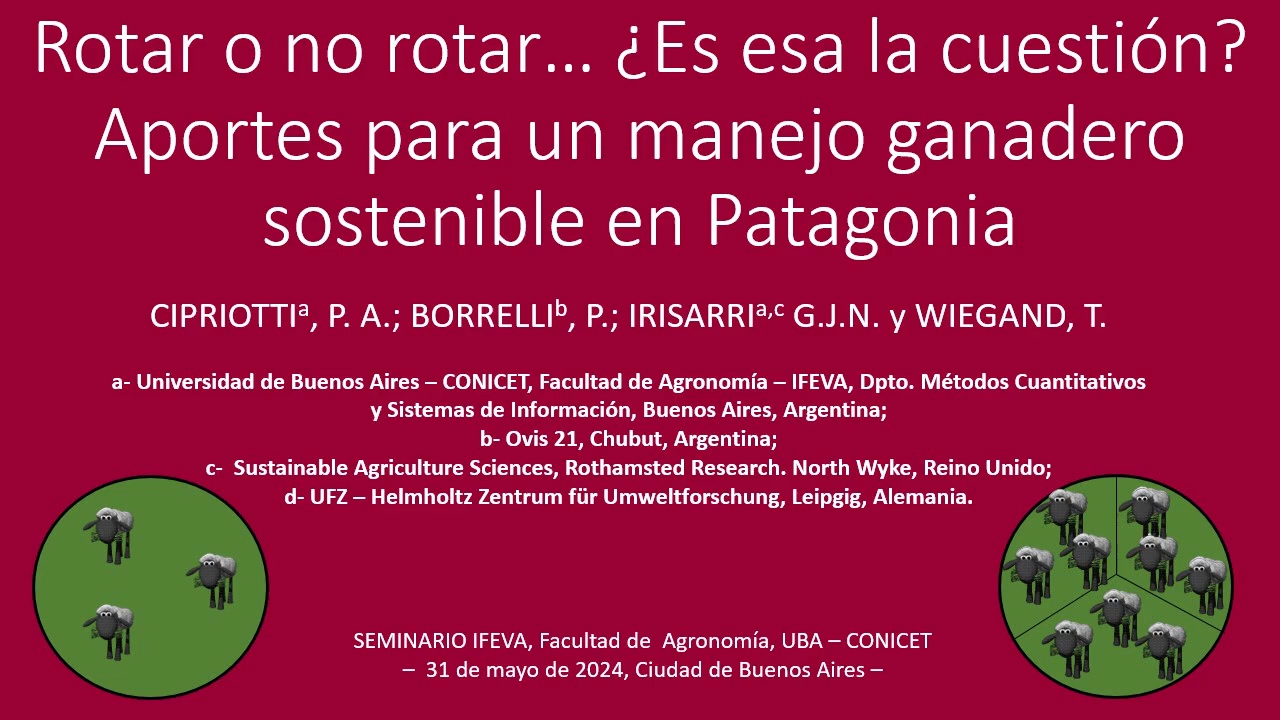 Rotar o no rotar... ¿Es esa la cuestión?
Aportes para un manejo ganadero
sostenible en Patagonia
CIPRIOTTIᵃ, P. A.; BORRELLIᵇ, P.; IRISARRIᵃ,ᶜ G.J.N. y WIEGAND, T.
a- Universidad de Buenos Aires – CONICET, Facultad de Agronomía – IFEVA, Dpto. Métodos Cuantitativos
y Sistemas de Información, Buenos Aires, Argentina;
b- Ovis 21, Chubut, Argentina;
c- Sustainable Agriculture Sciences, Rothamsted Research. North Wyke, Reino Unido;
d- UFZ – Helmholtz Zentrum für Umweltforschung, Leipgig, Alemania.
SEMINARIO IFEVA, Facultad de Agronomía, UBA – CONICET
– 31 de mayo de 2024, Ciudad de Buenos Aires –